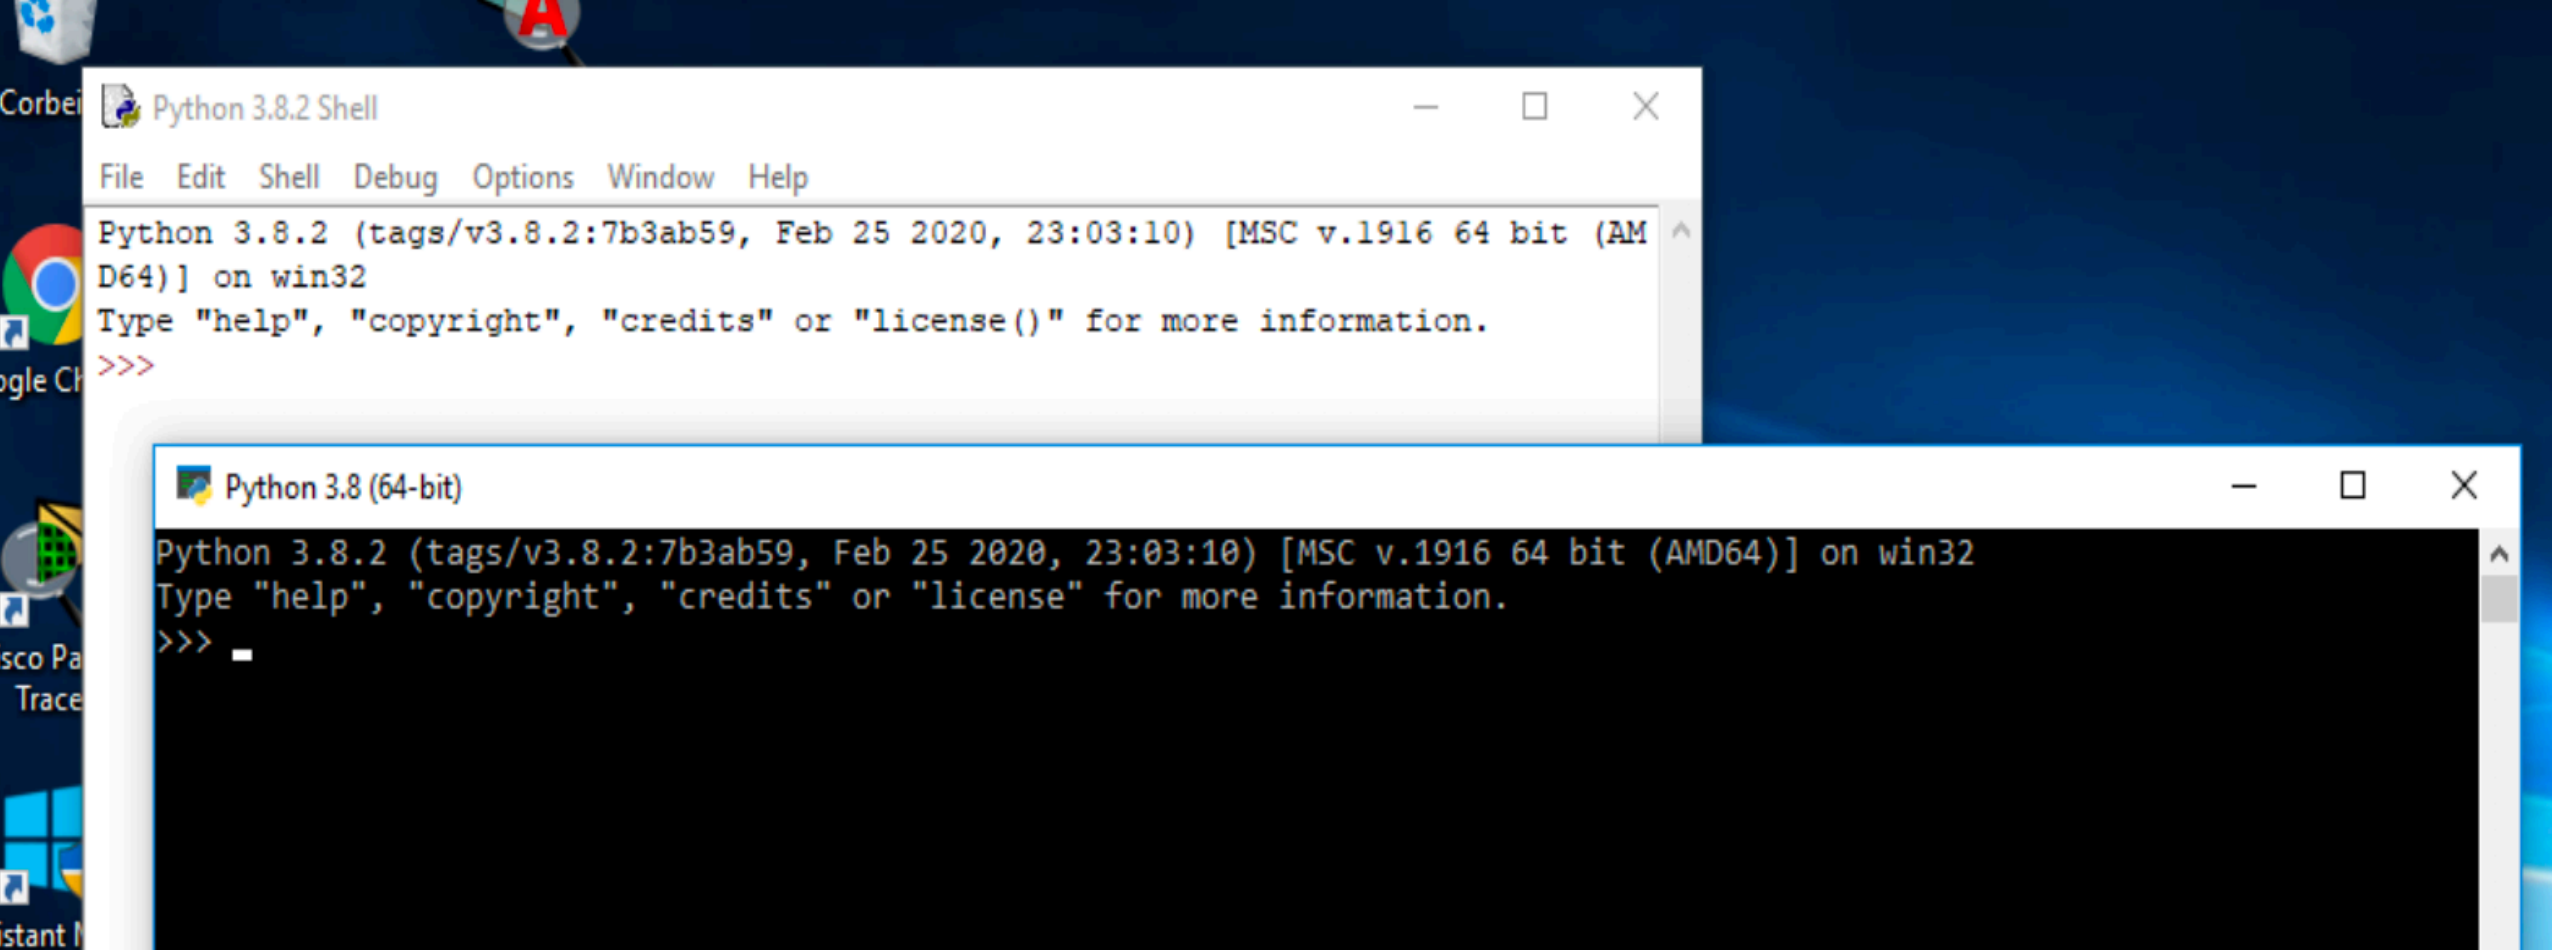 A
Corbei
Python 3.8.2 Shell
File Edit Shell Debug Options Window Help
Python 3.8.2 (tags/v3.8.2:7b3ab59, Feb 25 2020, 23:03:10) [MSC v.1916 64 bit (AM
D64)] on win32
Type "help", "copyright", "credits" or "license()" for more information.
>>>
ogle Ch
Python 3.8 (64-bit)
Python 3.8.2 (tags/v3.8.2:7b3ab59, Feb 25 2020, 23:03:10) [MSC v.1916 64 bit (AMD64)] on win32
Type "help", "copyright", "credits" or "license" for more information.
>>>
isco Pa
Trace
istant